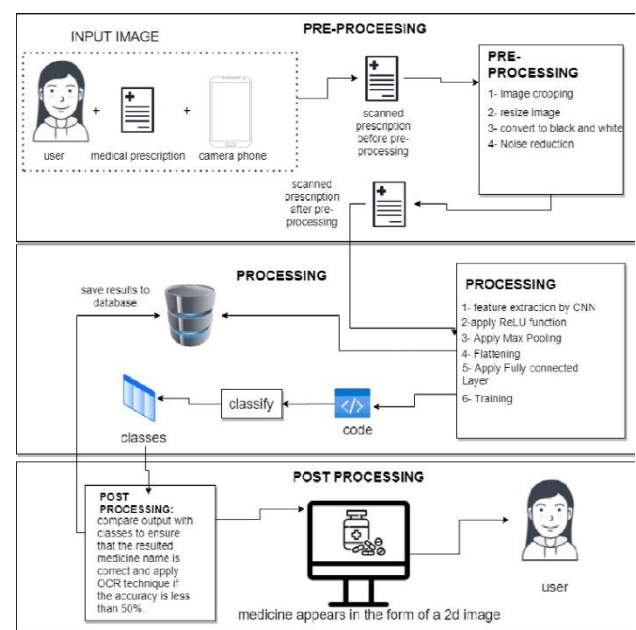 INPUT IMAGE
PRE-PROCEESING
user
+
medical prescription
+
camera phone
scanned
prescription
before pre-
processing
PRE-
PROCESSING
1- Image cropping
2- resize image
3- convert to black and white
4- Noise reduction
scanned
prescription
after pre-
processing
PROCESSING
save results to
database
PROCESSING
1- feature extraction by CNN
2-apply ReLU function
3- Apply Max Pooling
4- Flattening
5- Apply Fully connected
Layer
6- Training
classes
classify
code
POST PROCESSING
POST
PROCESSING:
compare output with
classes to ensure
that the resulted
medicine name is
correct and apply
OCR technique if
the accuracy is less
than 50%.
medicine appears in the form of a 2d image
user